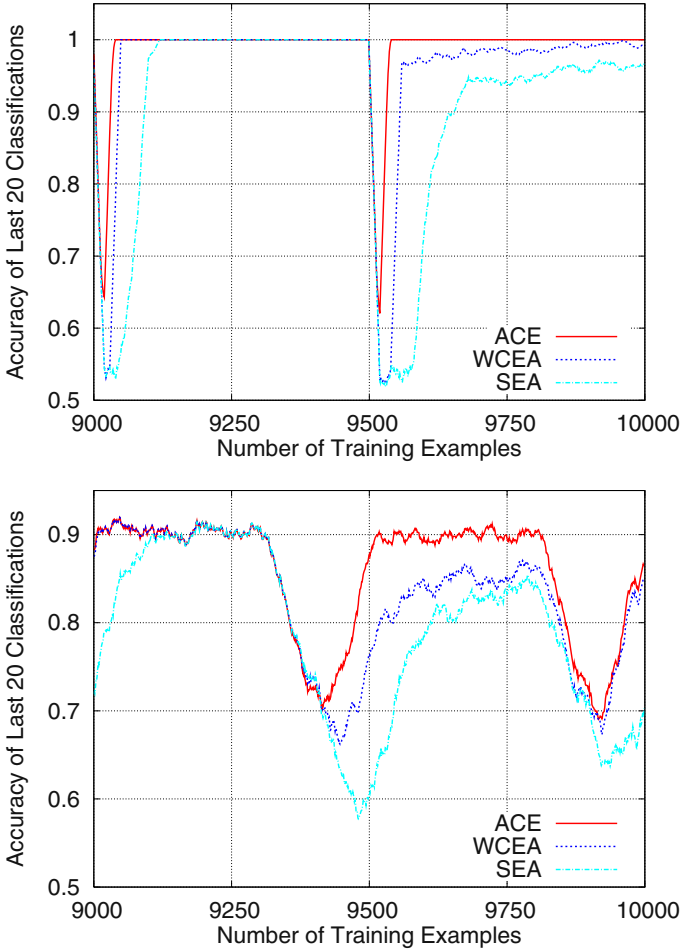 Accuracy of Last 20 Classifications
1
0.9
0.8
0.7
0.6
0.5
ACE
WCEA
SEA
9000 9250 9500 9750 10000
Number of Training Examples
Accuracy of Last 20 Classifications
0.9
0.8
0.7
0.6
0.5
ACE
WCEA
SEA
9000 9250 9500 9750 10000
Number of Training Examples